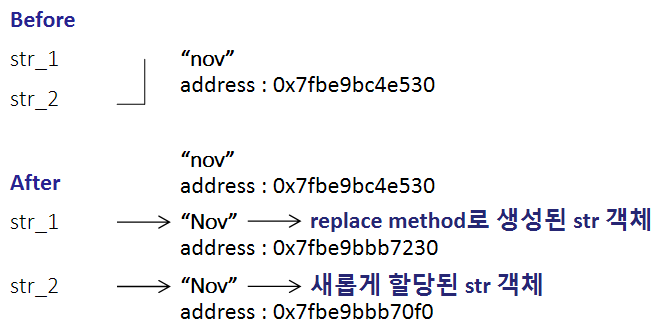 Before
str_1 “nov”
address : 0x7fbe9bc4e530
str_2
“nov”
After address : 0x7fbe9bc4e530
str_1 “Nov” replace method로 생성된 str 객체
address : 0x7fbe9bbb7230
str_2 “Nov” 새롭게 할당된 str 객체
address : 0x7fbe9bbb70f0